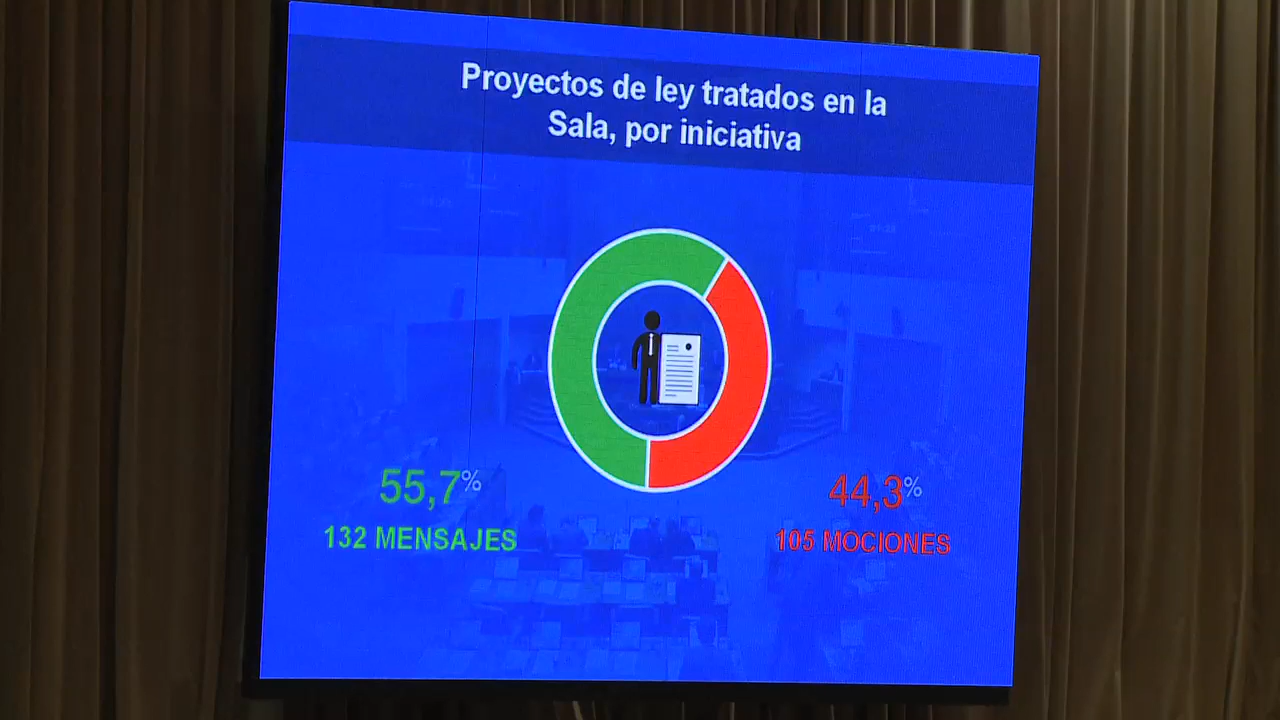 Proyectos de ley tratados en la
Sala, por iniciativa
55,7%
132 MENSAJES
44,3%
105 MOCIONES